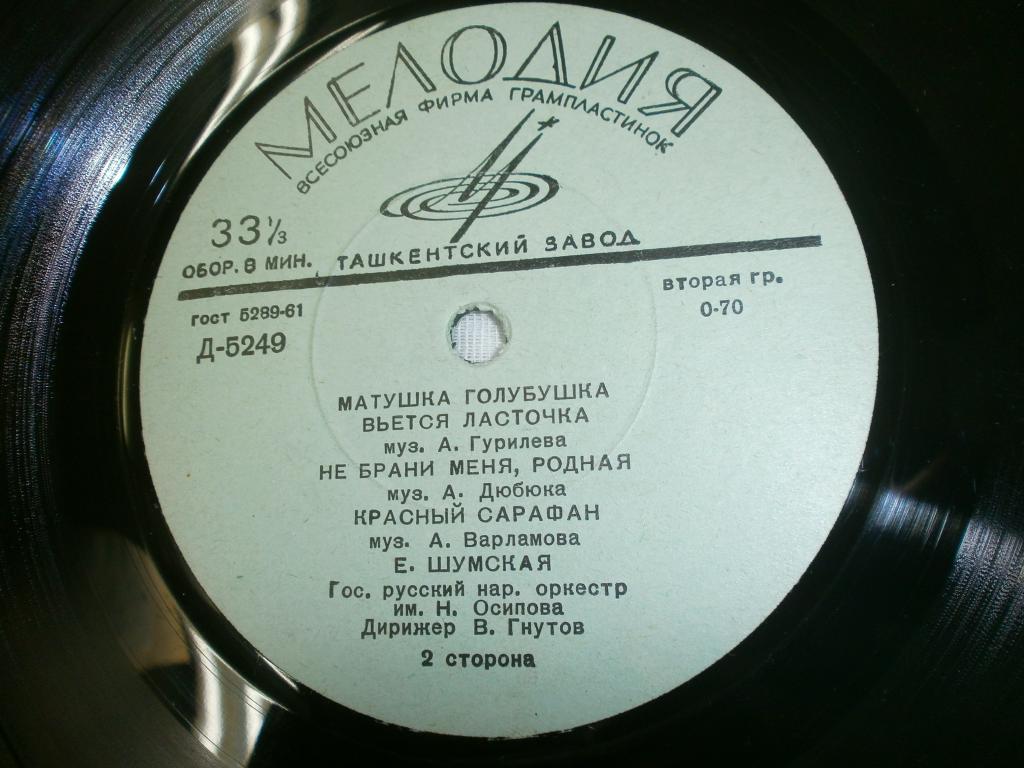 МЕЛОДИЯ
ВСЕСОЮЗНАЯ ФИРМА ГРАМПЛАСТИНОК
33⅓
ОБОР. В МИН.
ТАШКЕНТСКИЙ ЗАВОД
гост 5289-61
Д-5249
вторая гр.
0-70
МАТУШКА ГОЛУБУШКА
ВЬЕТСЯ ЛАСТОЧКА
муз. А. Гурилева
НЕ БРАНИ МЕНЯ, РОДНАЯ
муз. А. Дюбюка
КРАСНЫЙ САРАФАН
муз. А. Варламова
Е. ШУМСКАЯ
Гос. русский нар. оркестр
им. Н. Осипова
Дирижер В. Гнутов
2 сторона